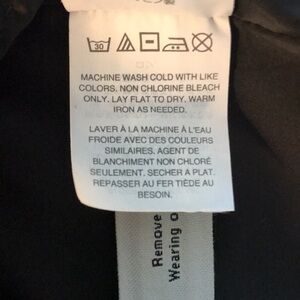 30
MACHINE WASH COLD WITH LIKE
COLORS. NON CHLORINE BLEACH
ONLY. LAY FLAT TO DRY. WARM
IRON AS NEEDED.
LAVER À LA MACHINE À L'EAU
FROIDE AVEC DES COULEURS
SIMILAIRES. AGENT DE
BLANCHIMENT NON CHLORÉ
SEULEMENT. SECHER A PLAT.
REPASSER AU FER TIÈDE AU
BESOIN.
Remove
Wearing o